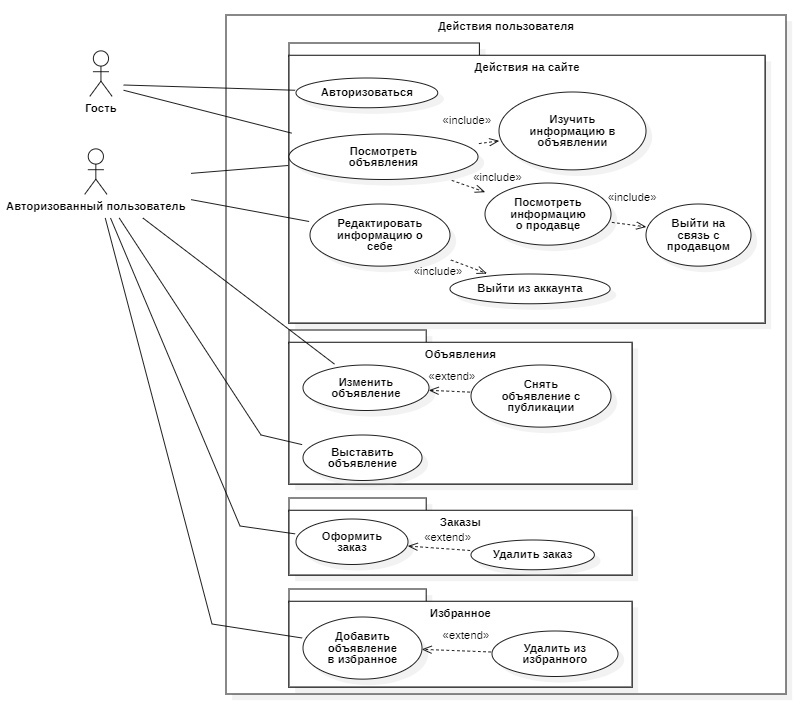 Действия пользователя
Действия на сайте
Гость
Авторизованный пользователь
Авторизоваться
«include»
Изучить
информацию в
объявлении
Посмотреть
объявления
«include»
Посмотреть
информацию
о продавце
«include»
Выйти на
связь с
продавцом
Редактировать
информацию о
себе
«include»
Выйти из аккаунта
Объявления
Изменить
объявление
«extend»
Снять
объявление с
публикации
Выставить
объявление
Заказы
Оформить
заказ
«extend»
Удалить заказ
Избранное
Добавить
объявление
в избранное
«extend»
Удалить из
избранного